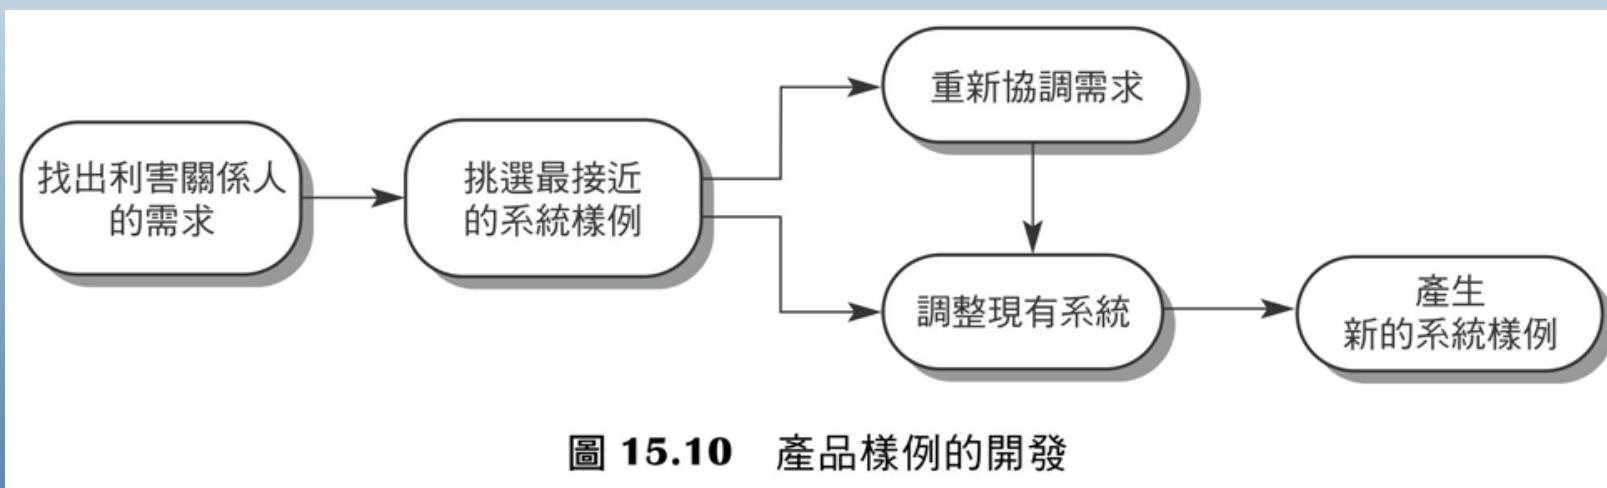 找出利害關係人
的需求
挑選最接近
的系統樣例
重新協調需求
調整現有系統
產生
新的系統樣例
圖 15.10 產品樣例的開發